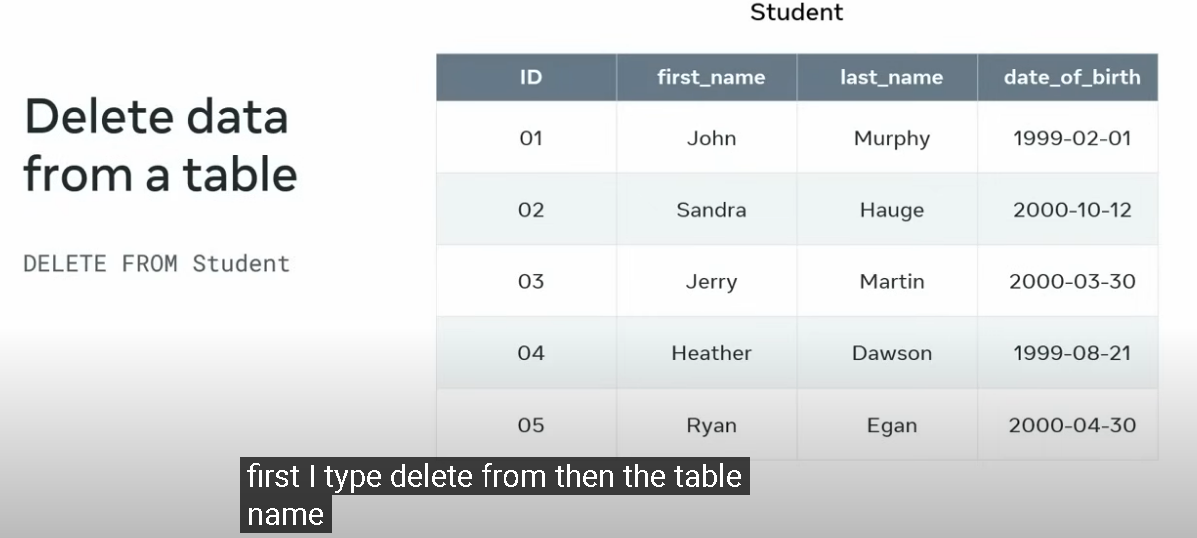 Student
Delete data
from a table
DELETE FROM Student
ID first_name last_name date_of_birth
01 John Murphy 1999-02-01
02 Sandra Hauge 2000-10-12
03 Jerry Martin 2000-03-30
04 Heather Dawson 1999-08-21
05 Ryan Egan 2000-04-30
first I type delete from then the table
name